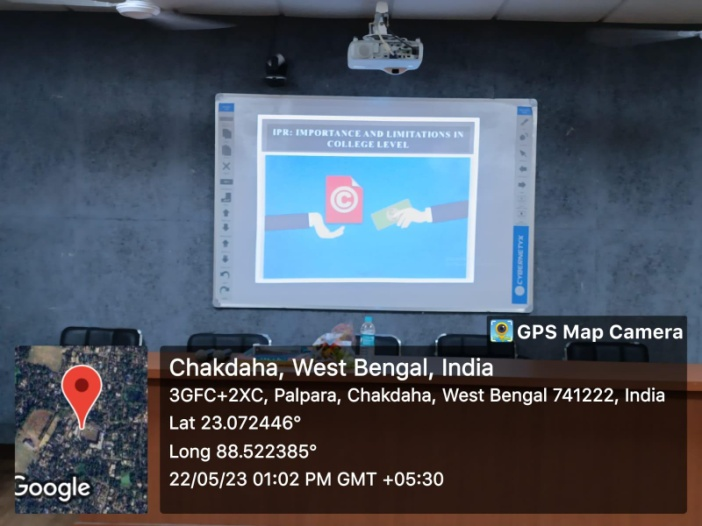 IPR: IMPORTANCE AND LIMITATIONS IN
COLLEGE LEVEL
©
CYBERNETYX
GPS Map Camera
Chakdaha, West Bengal, India
3GFC+2XC, Palpara, Chakdaha, West Bengal 741222, India
Lat 23.072446°
Long 88.522385°
22/05/23 01:02 PM GMT +05:30
Google